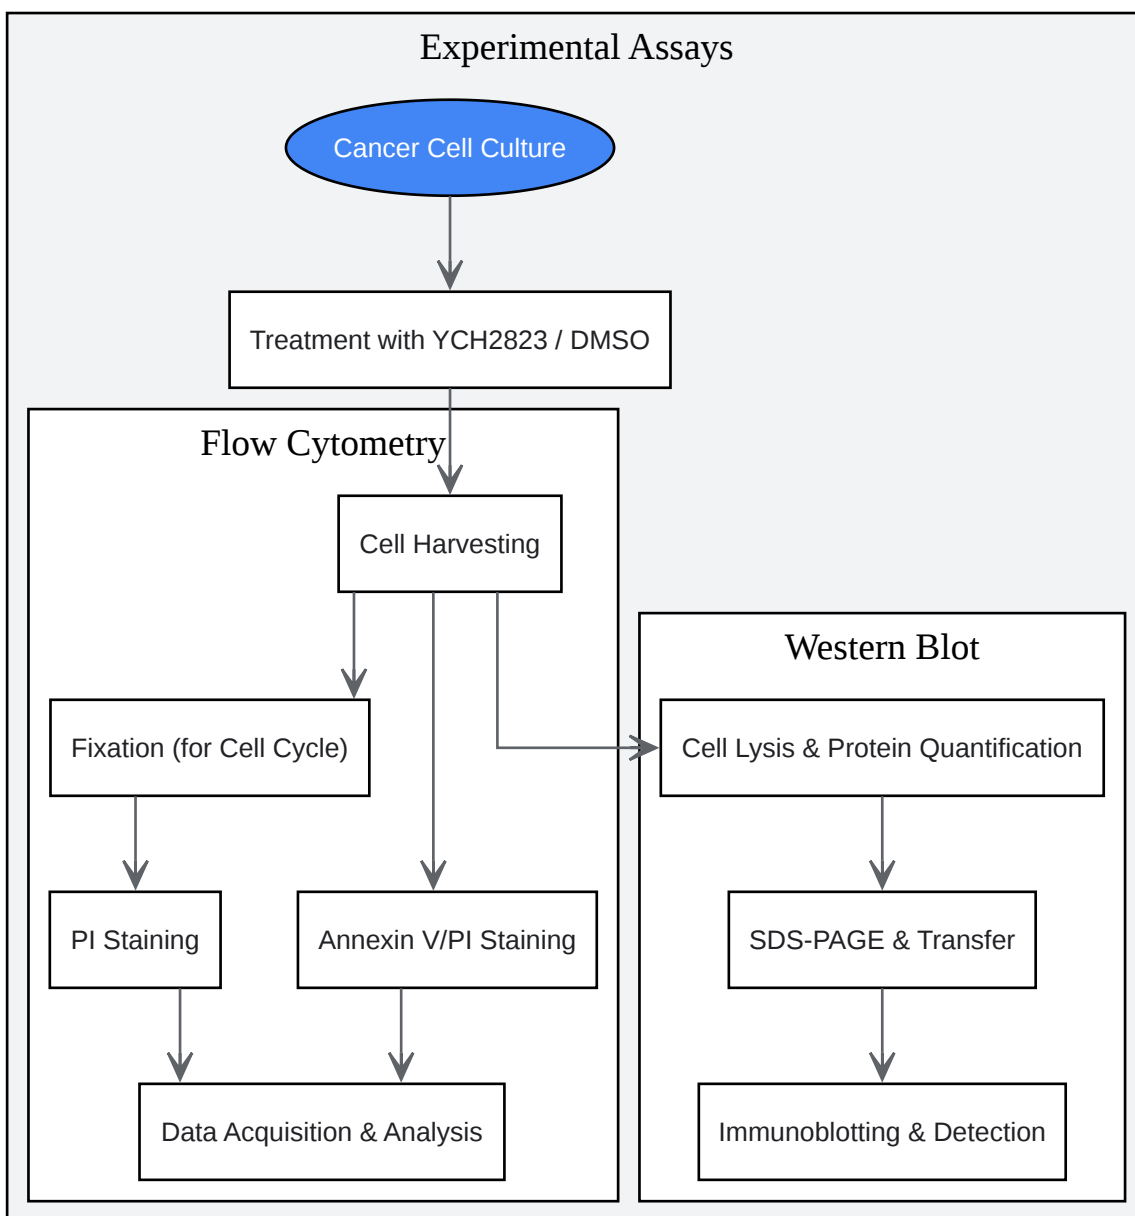 Experimental Assays
Cancer Cell Culture
Treatment with YCH2823 / DMSO
Flow Cytometry
Cell Harvesting
Western Blot
Fixation (for Cell Cycle)
Cell Lysis & Protein Quantification
PI Staining
Annexin V/PI Staining
SDS-PAGE & Transfer
Data Acquisition & Analysis
Immunoblotting & Detection